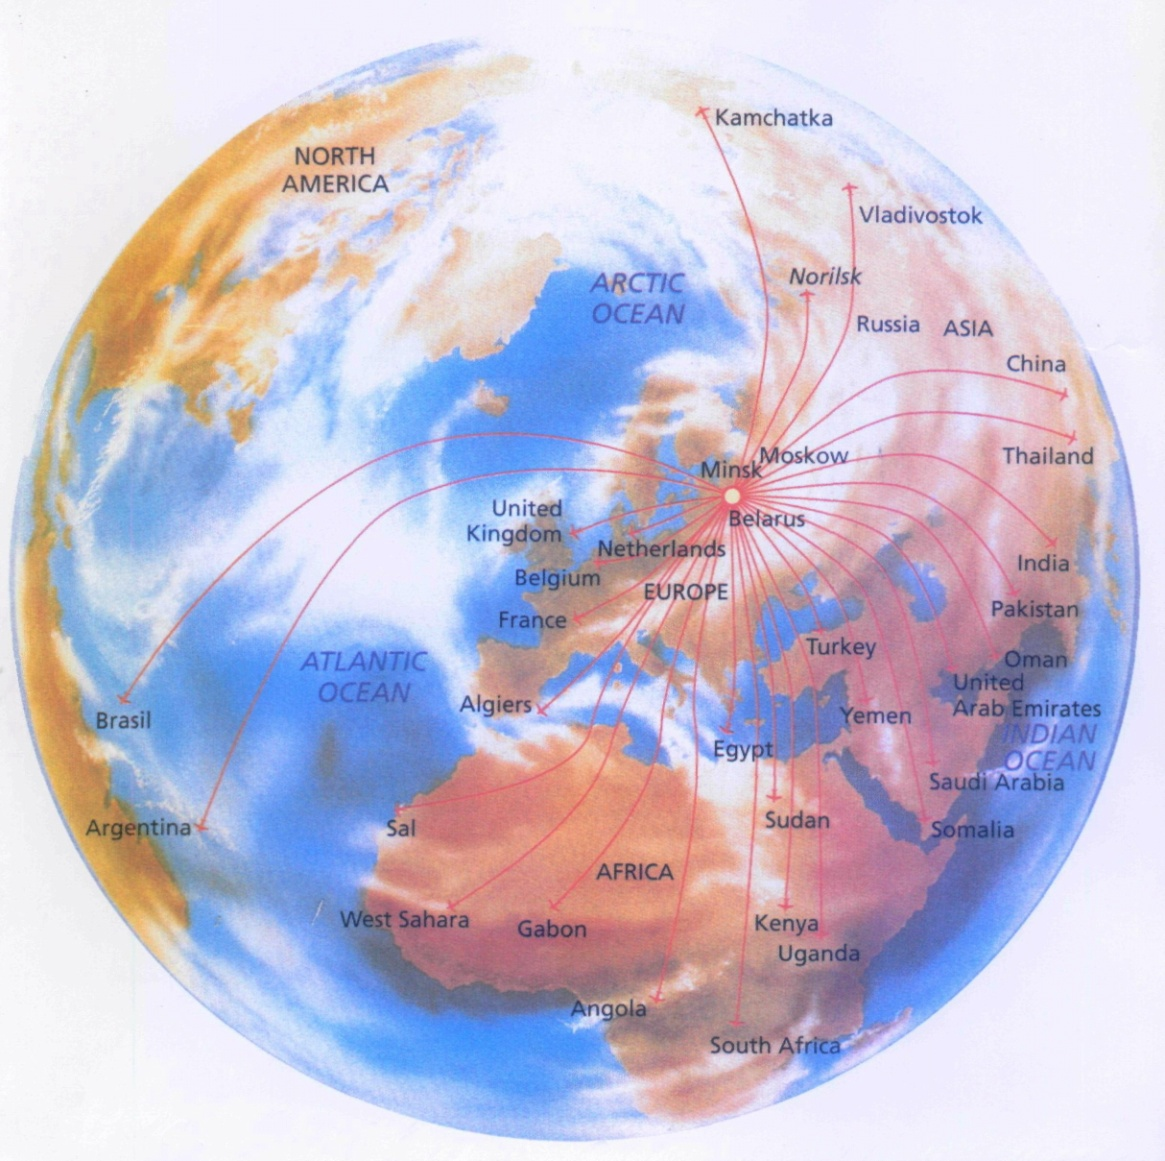 Kamchatka
NORTH
AMERICA
Vladivostok
Norilsk
ARCTIC
OCEAN
Russia
ASIA
China
Moskow
Thailand
Minsk
United
Kingdom
Belarus
Netherlands
India
Belgium
EUROPE
Pakistan
France
Turkey
Oman
ATLANTIC
OCEAN
United
Arab Emirates
Algiers
Brasil
Yemen
INDIAN
OCEAN
Egypt
Saudi Arabia
Argentina
Sal
Sudan
Somalia
AFRICA
West Sahara
Gabon
Kenya
Uganda
Angola
South Africa